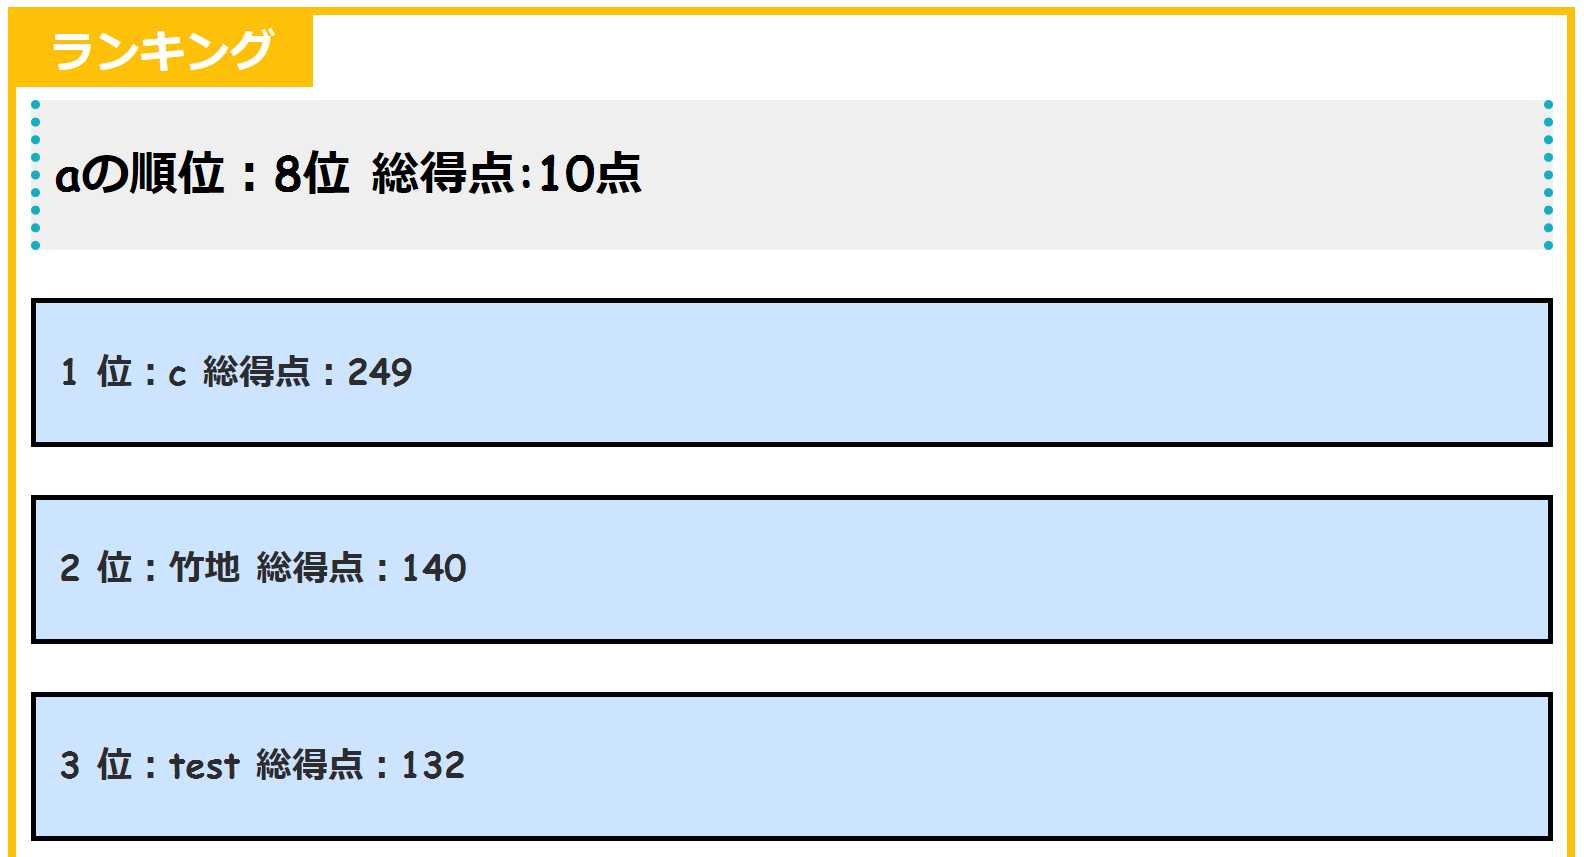 ランキング
aの順位：8位 総得点:10点
1 位：c 総得点：249
2 位：竹地 総得点：140
3 位：test 総得点：132